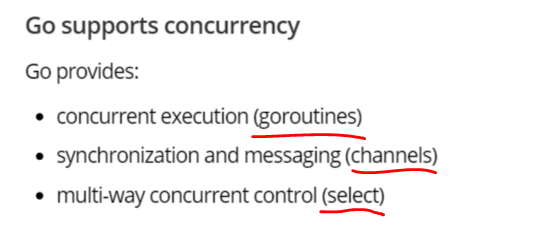 Go supports concurrency
Go provides:
• concurrent execution (goroutines)
• synchronization and messaging (channels)
• multi-way concurrent control (select)